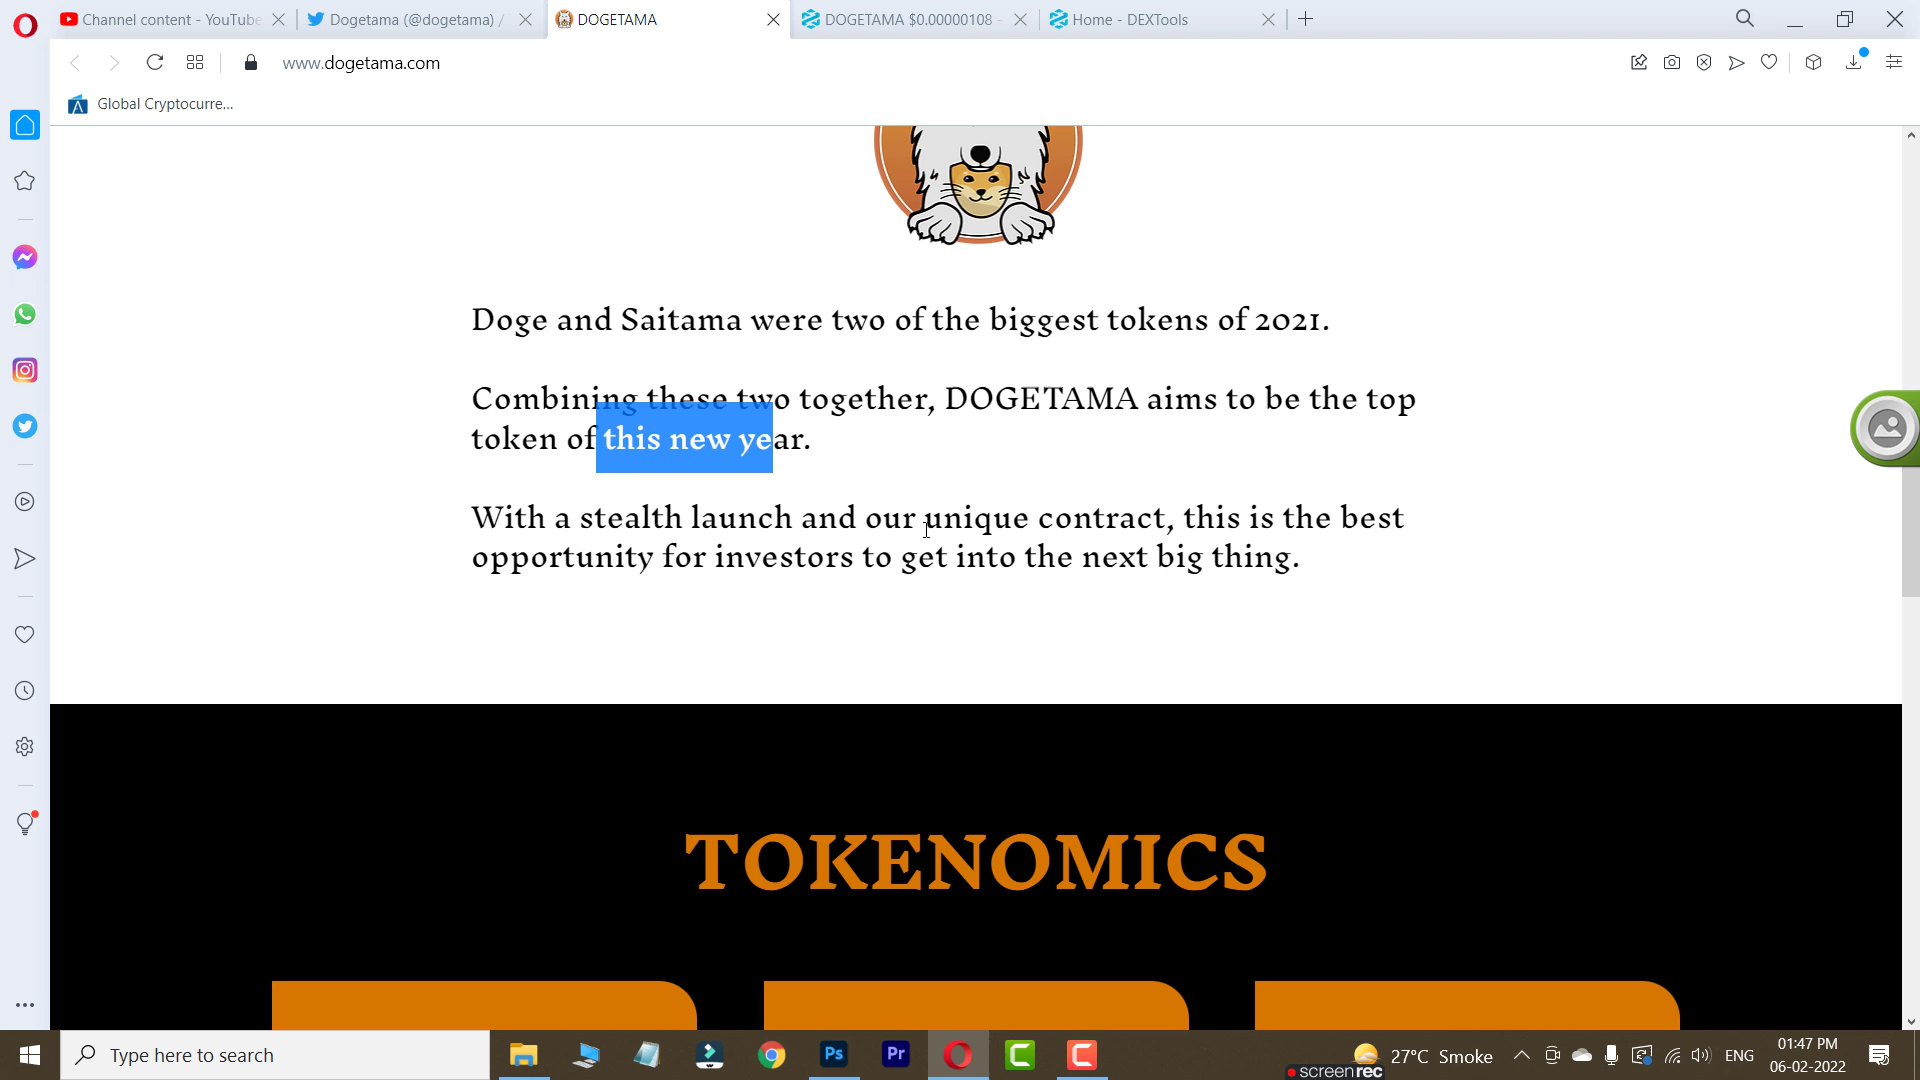 Channel content - YouTube
Dogetama (@dogetama) /
DOGETAMA
DOGETAMA $0.00000108 -
Home - DEXTools
www.dogetama.com
Global Cryptocurre...
Doge and Saitama were two of the biggest tokens of 2021.
Combining these two together, DOGETAMA aims to be the top
token of this new year.
With a stealth launch and our unique contract, this is the best
opportunity for investors to get into the next big thing.
TOKENOMICS
Type here to search
Ps
Pr
27°C Smoke
ENG
01:47 PM
06-02-2022
screenrec